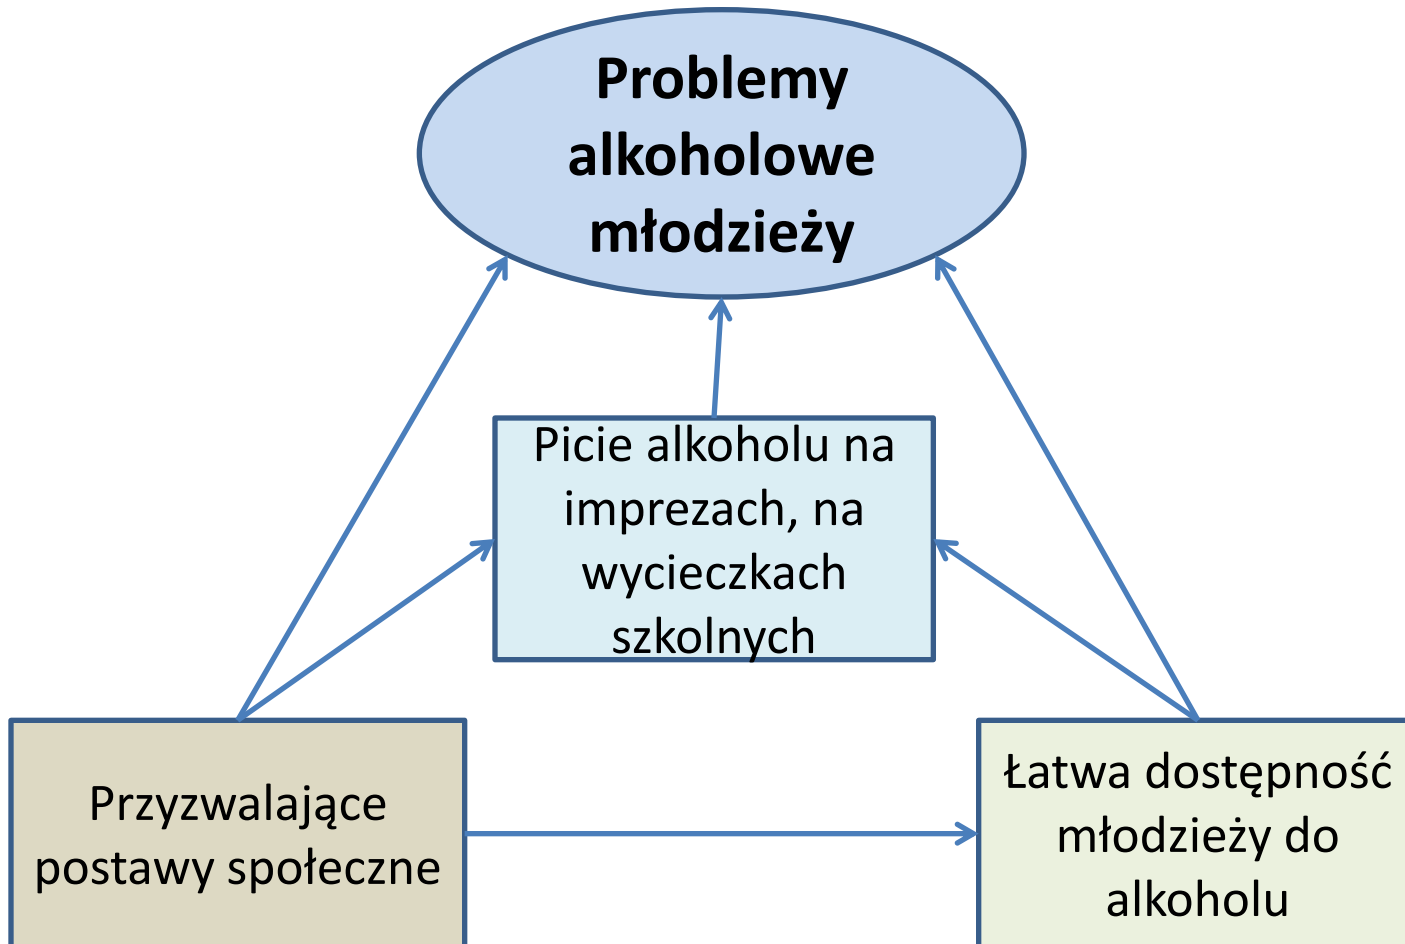 Problemy
alkoholowe
młodzieży
Picie alkoholu na
imprezach, na
wycieczkach
szkolnych
Przyzwalające
postawy społeczne
Łatwa dostępność
młodzieży do
alkoholu